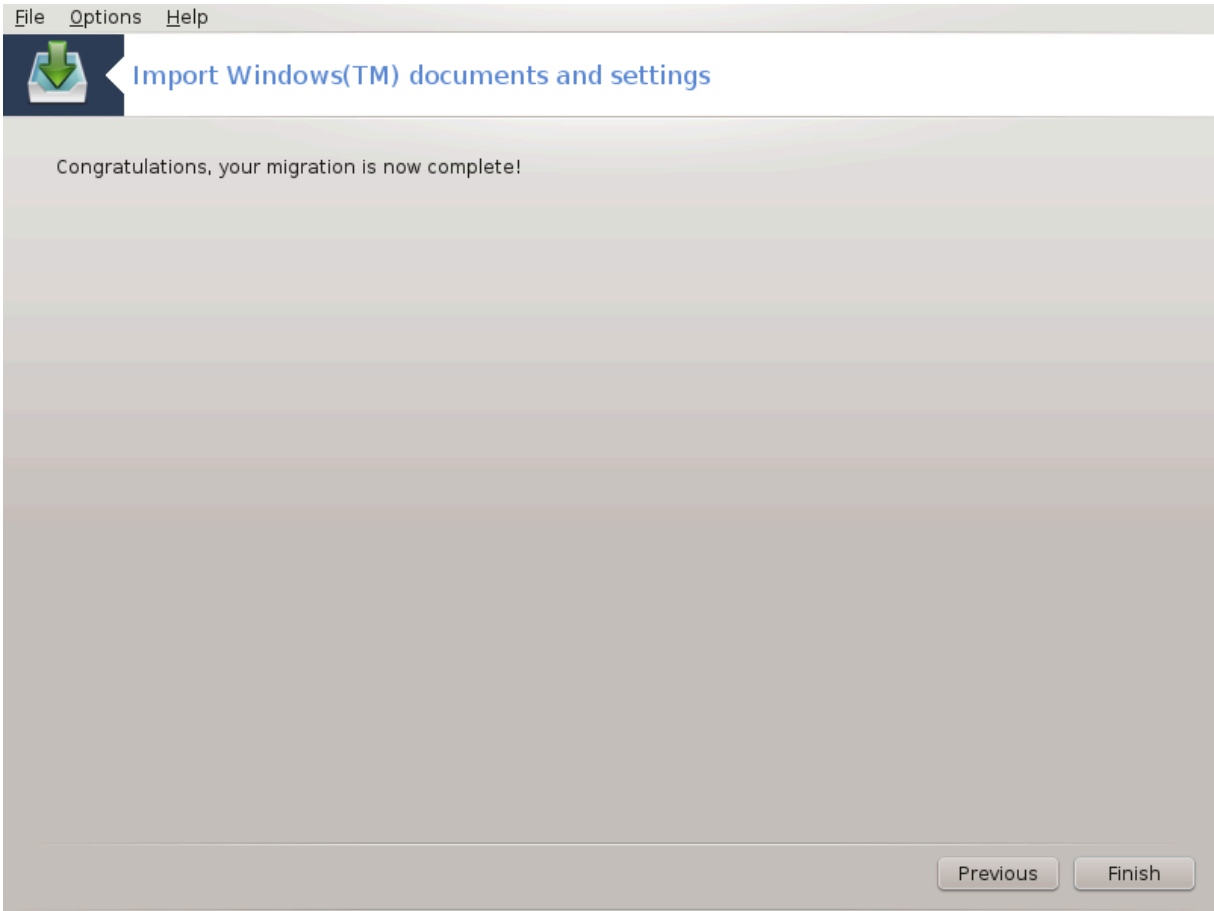 File Options Help
Import Windows(TM) documents and settings
Congratulations, your migration is now complete!
Previous Finish